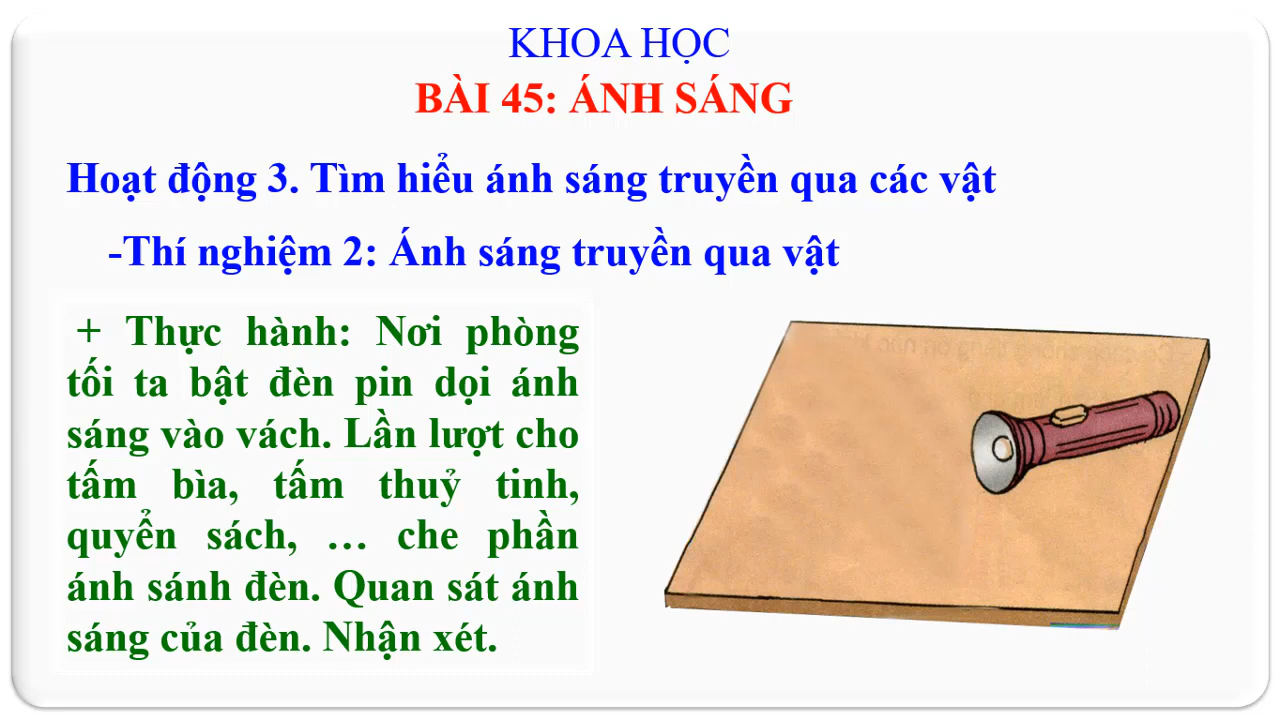 KHOA HỌC
BÀI 45: ÁNH SÁNG
Hoạt động 3. Tìm hiểu ánh sáng truyền qua các vật
-Thí nghiệm 2: Ánh sáng truyền qua vật
+ Thực hành: Nơi phòng
tối ta bật đèn pin dọi ánh
sáng vào vách. Lần lượt cho
tấm bìa, tấm thuỷ tinh,
quyển sách, … che phần
ánh sánh đèn. Quan sát ánh
sáng của đèn. Nhận xét.